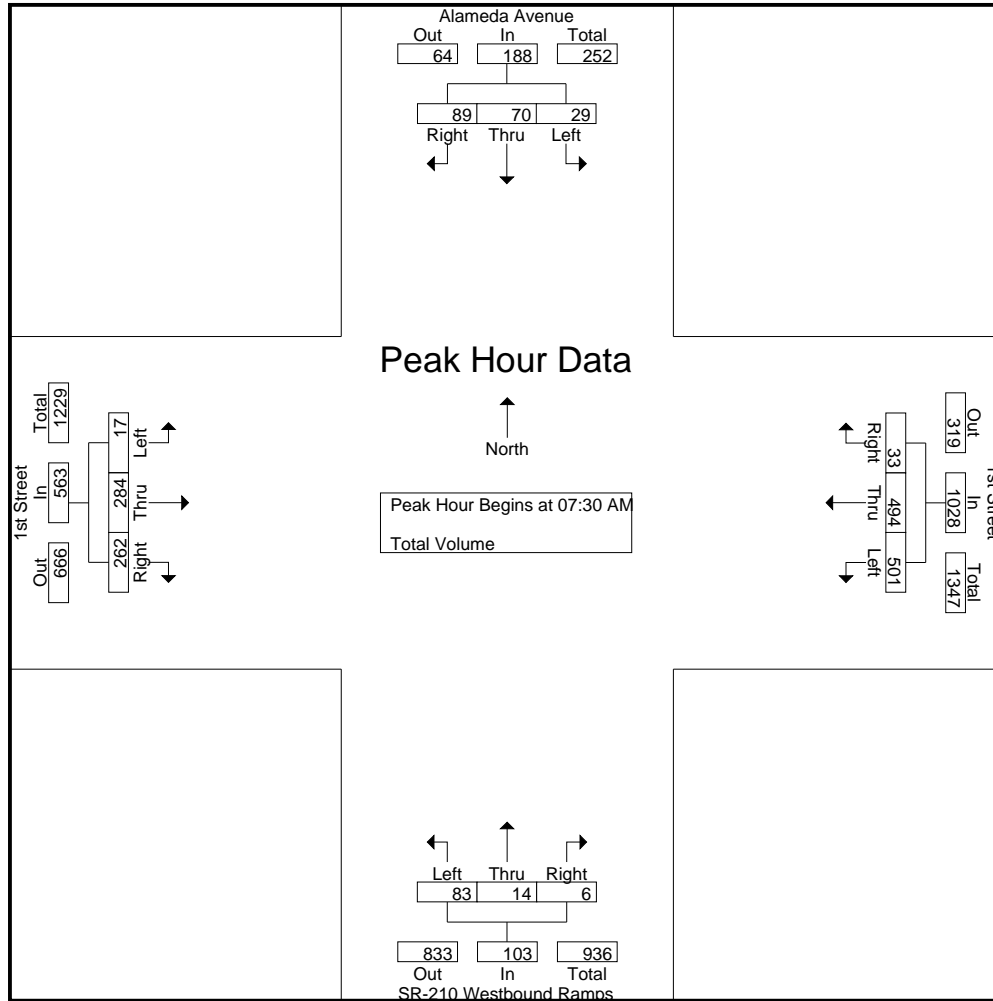 Alameda Avenue
Out In Total
64 188 252
89 70 29
Right Thru Left
Peak Hour Data
North
Peak Hour Begins at 07:30 AM
Total Volume
1st Street
Total In Out
1229 563 666
17 284 262
Left Thru Right
Right Thru Left
33 494 501
Out In Total
319 1028 1347
1st Street
Left Thru Right
83 14 6
833 103 936
Out In Total
SR-210 Westbound Ramps